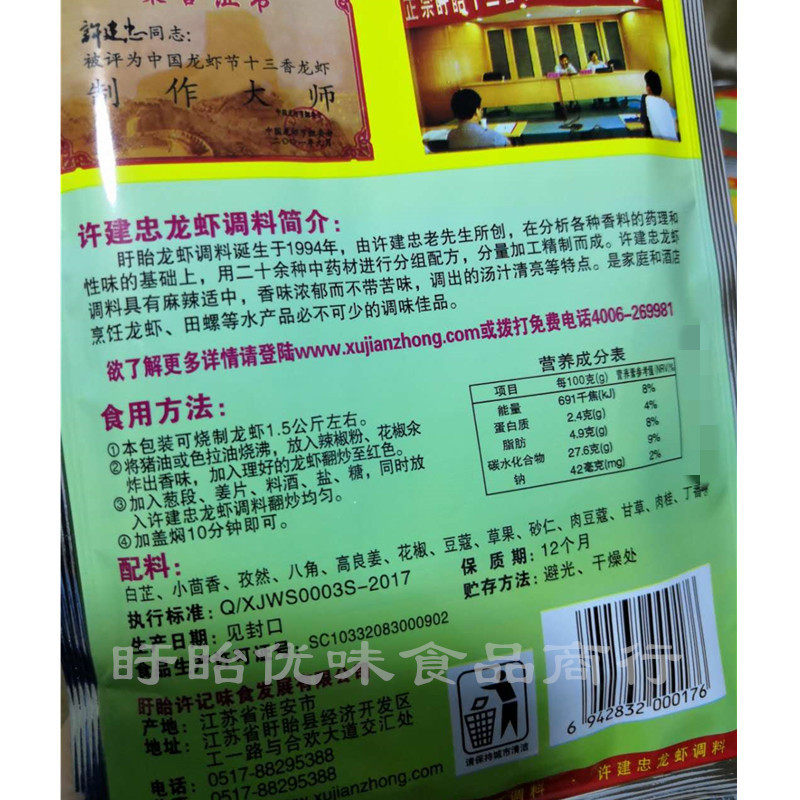 荣誉证书
许建忠同志:
被评为中国龙虾节十三香龙虾
制作大师
二〇〇一年六月
正宗盱眙十三香
许建忠龙虾调料简介:
盱眙龙虾调料诞生于1994年,由许建忠老先生所创,在分析各种香料的药理和
性味的基础上,用二十余种中药材进行分组配方,分量加工精制而成。许建忠龙虾
调料具有麻辣适中,香味浓郁而不带苦味,调出的汤汁清亮等特点。是家庭和酒店
烹饪龙虾、田螺等水产品必不可少的调味佳品。
欲了解更多详情请登陆www.xujianzhong.com或拨打免费电话4006-269981
食用方法:
①本包装可烧制龙虾1.5公斤左右。
②将猪油或色拉油烧沸,放入辣椒粉、花椒汆
炸出香味,加入理好的龙虾翻炒至红色。
③加入葱段、姜片、料酒、盐、糖,同时放
入许建忠龙虾调料翻炒均匀。
④加盖焖10分钟即可。
营养成分表
项目 每100克(g) 营养素参考值(NRV)%
能量 691千焦(kJ) 8%
蛋白质 2.4克(g) 4%
脂肪 4.9克(g) 8%
碳水化合物 27.6克(g) 9%
钠 42毫克(mg) 2%
配料:
白芷、小茴香、孜然、八角、高良姜、花椒、豆蔻、草果、砂仁、肉豆蔻、甘草、肉桂、丁香
执行标准:Q/XJWS0003S-2017
保质期:12个月
生产日期:见封口
贮存方法:避光、干燥处
SC10332083000902
盱眙优味食品商行
盱眙许记味食发展有限公司
产地:江苏省淮安市
地址:江苏省盱眙县经济开发区
工一路与合欢大道交汇处
电话:0517-88295388
0517-88295388
www.xujianzhong.com
请保持城市清洁
6 942832 000176
许建忠龙虾调料